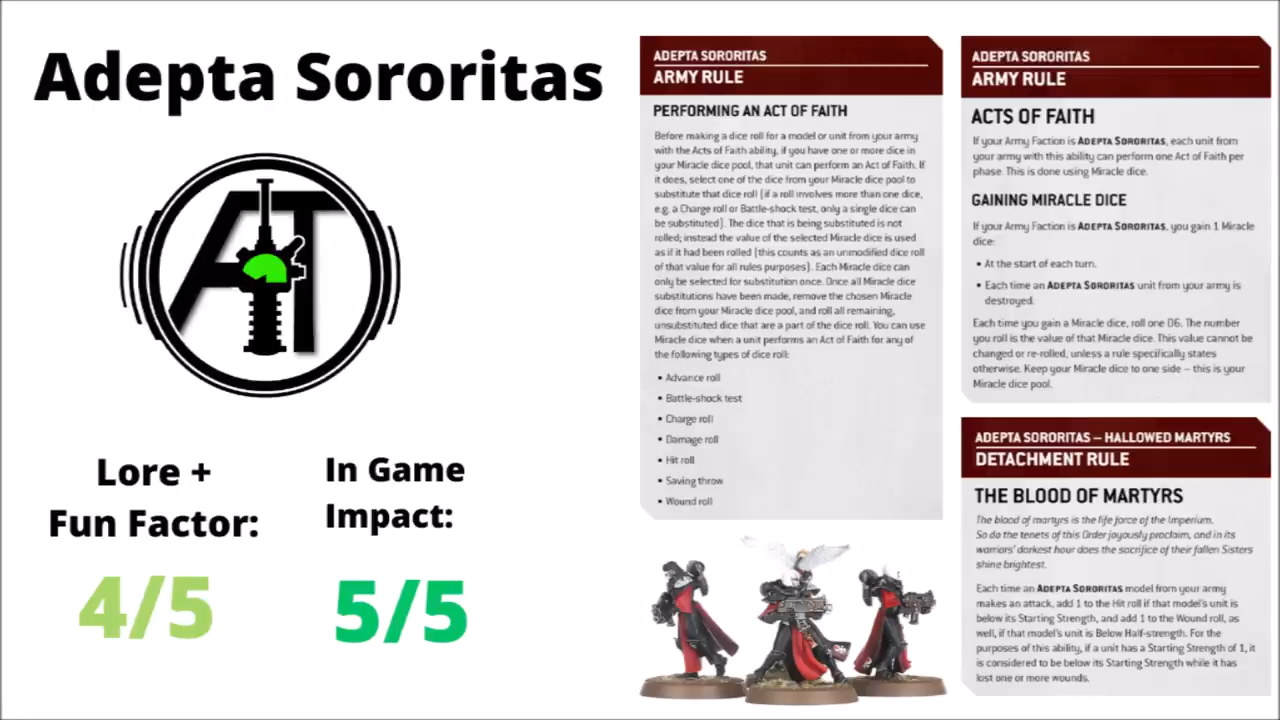 Adepta Sororitas
AT
Lore +
Fun Factor:
4/5
In Game
Impact:
5/5
ADEPTA SORORITAS
ARMY RULE
PERFORMING AN ACT OF FAITH
Before making a dice roll for a model or unit from your army
with the Acts of Faith ability, if you have one or more dice in
your Miracle dice pool, that unit can perform an Act of Faith. If
it does, select one of the dice from your Miracle dice pool to
substitute that dice roll (if a roll involves more than one dice,
e.g. a Charge roll or Battle-shock test, only a single dice can
be substituted). The dice that is being substituted is not
rolled; instead the value of the selected Miracle dice is used
as if it had been rolled (this counts as an unmodified dice roll
of that value for all rules purposes). Each Miracle dice can
only be selected for substitution once. Once all Miracle dice
substitutions have been made, remove the chosen Miracle
dice from your Miracle dice pool, and roll all remaining,
unsubstituted dice that are a part of the dice roll. You can use
Miracle dice when a unit performs an Act of Faith for any of
the following types of dice roll:
• Advance roll
• Battle-shock test
• Charge roll
• Damage roll
• Hit roll
• Saving throw
• Wound roll
ADEPTA SORORITAS
ARMY RULE
ACTS OF FAITH
If your Army Faction is ADEPTA SORORITAS, each unit from
your army with this ability can perform one Act of Faith per
phase. This is done using Miracle dice.
GAINING MIRACLE DICE
If your Army Faction is ADEPTA SORORITAS, you gain 1 Miracle
dice:
• At the start of each turn.
• Each time an ADEPTA SORORITAS unit from your army is
destroyed.
Each time you gain a Miracle dice, roll one D6. The number
you roll is the value of that Miracle dice. This value cannot be
changed or re-rolled, unless a rule specifically states
otherwise. Keep your Miracle dice to one side – this is your
Miracle dice pool.
ADEPTA SORORITAS – HALLOWED MARTYRS
DETACHMENT RULE
THE BLOOD OF MARTYRS
The blood of martyrs is the life force of the Imperium.
So do the tenets of this Order joyously proclaim, and in its
warriors' darkest hour does the sacrifice of their fallen Sisters
shine brightest.
Each time an ADEPTA SORORITAS model from your army
makes an attack, add 1 to the Hit roll if that model's unit is
below its Starting Strength, and add 1 to the Wound roll, as
well, if that model's unit is Below Half-strength. For the
purposes of this ability, if a unit has a Starting Strength of 1, it
is considered to be below its Starting Strength while it has
lost one or more wounds.